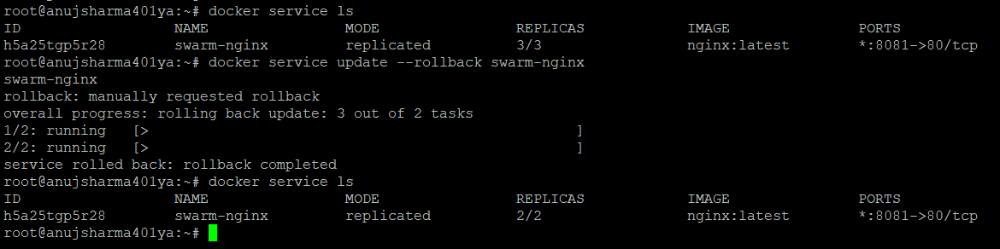 root@anujsharma401ya:~# docker service ls
ID NAME MODE REPLICAS IMAGE PORTS
h5a25tgp5r28 swarm-nginx replicated 3/3 nginx:latest *:8081->80/tcp
root@anujsharma401ya:~# docker service update --rollback swarm-nginx
swarm-nginx
rollback: manually requested rollback
overall progress: rolling back update: 3 out of 2 tasks
1/2: running [> ]
2/2: running [> ]
service rolled back: rollback completed
root@anujsharma401ya:~# docker service ls
ID NAME MODE REPLICAS IMAGE PORTS
h5a25tgp5r28 swarm-nginx replicated 2/2 nginx:latest *:8081->80/tcp
root@anujsharma401ya:~#